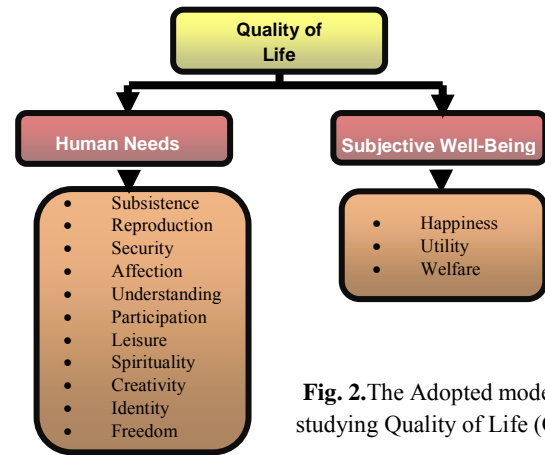 Quality of
Life
Human Needs
Subjective Well-Being
• Subsistence
• Reproduction
• Security
• Affection
• Understanding
• Participation
• Leisure
• Spirituality
• Creativity
• Identity
• Freedom
• Happiness
• Utility
• Welfare
Fig. 2.The Adopted mode
studying Quality of Life (